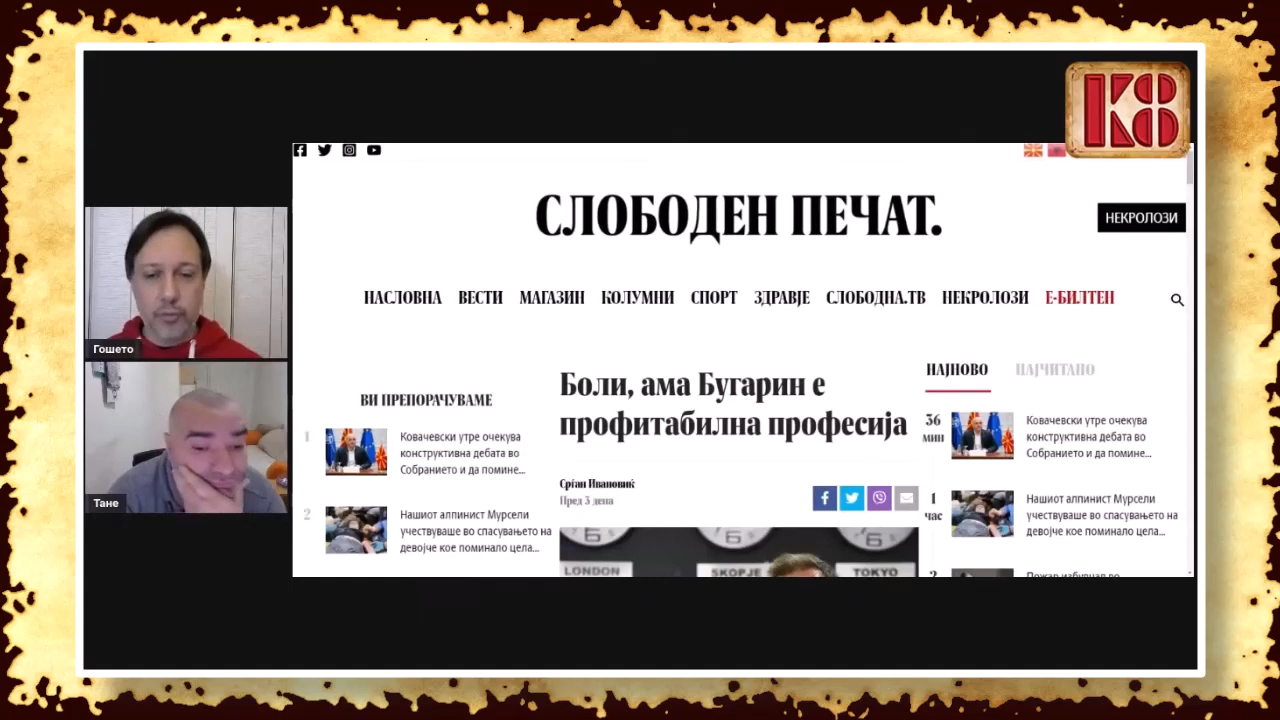 K8
СЛОБОДЕН ПЕЧАТ.
НЕКРОЛОЗИ
НАСЛОВНА ВЕСТИ МАГАЗИН КОЛУМНИ СПОРТ ЗДРАВЈЕ СЛОБОДНА.ТВ НЕКРОЛОЗИ Е-БИЛТЕН
Гошето
Тане
ВИ ПРЕПОРАЧУВАМЕ
1
Ковачевски утре очекува
конструктивна дебата во
Собранието и да помине...
2
Нашиот алпинист Мурсели
учествуваше во спасувањето на
девојче кое поминало цела...
Боли, ама Бугарин е
профитабилна професија
Срѓан Ивановиќ
Пред 3 дена
LONDON
SKOPJE
TOKYO
НАЈНОВО НАЈЧИТАНО
36
мин
Ковачевски утре очекува
конструктивна дебата во
Собранието и да помине...
1
час
Нашиот алпинист Мурсели
учествуваше во спасувањето на
девојче кое поминало цела...